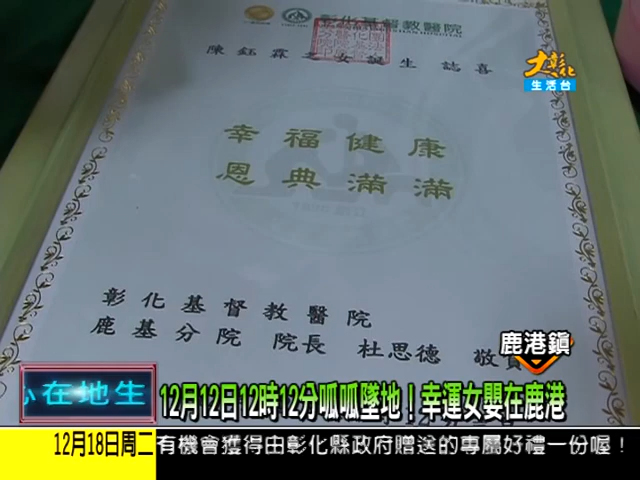 彰化基督教醫院
陳鈺霖之女誕生 誌喜
大彰化
生活台
幸福健康
恩典滿滿
彰化基督教醫院
鹿基分院 院長 杜思德 敬賀
鹿港鎮
心在地生
12月12日12時12分呱呱墜地!幸運女嬰在鹿港
12月18日周二
有機會獲得由彰化縣政府贈送的專屬好禮一份喔!